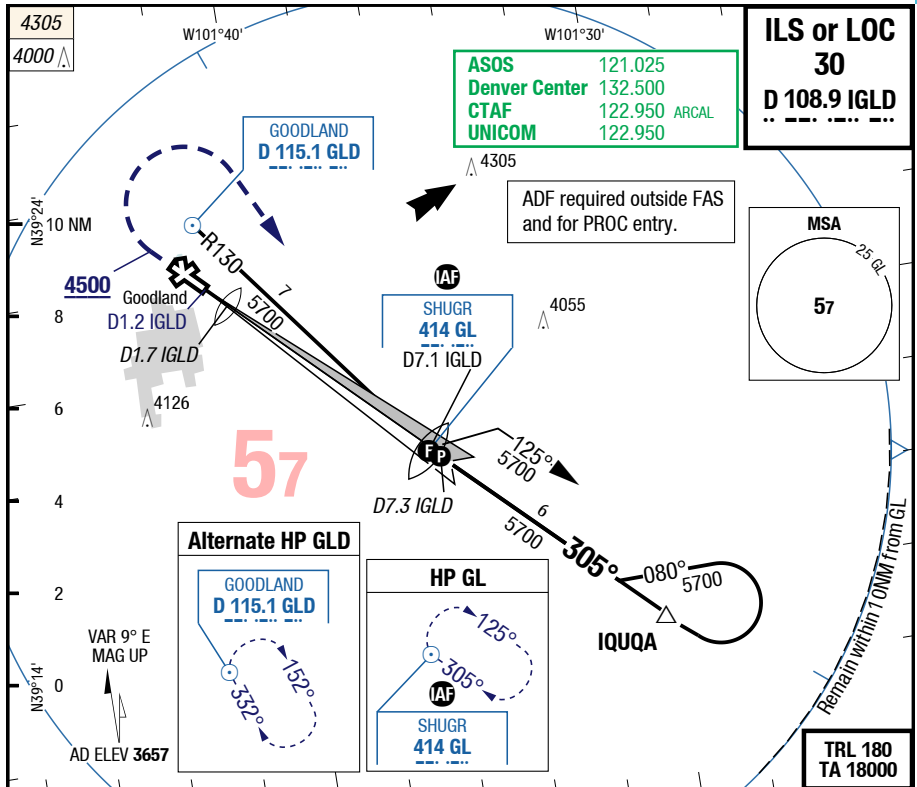 4305
4000
W101°40'
W101°30'
ILS or LOC
30
D 108.9 IGLD
ASOS 121.025
Denver Center 132.500
CTAF 122.950 ARCAL
UNICOM 122.950
GOODLAND
D 115.1 GLD
4305
ADF required outside FAS
and for PROC entry.
N39°24'
10 NM
MSA
25 GL
57
R130
7
5700
4500
Goodland
D1.2 IGLD
D1.7 IGLD
IAF
SHUGR
414 GL
D7.1 IGLD
4055
8
6
4126
57
F
P
125°
5700
D7.3 IGLD
4
6
5700
305°
080°
5700
IQUQA
Remain within 10NM from GL
Alternate HP GLD
GOODLAND
D 115.1 GLD
152°
332°
HP GL
125°
305°
IAF
SHUGR
414 GL
2
VAR 9° E
MAG UP
N39°14'
0
AD ELEV 3657
TRL 180
TA 18000